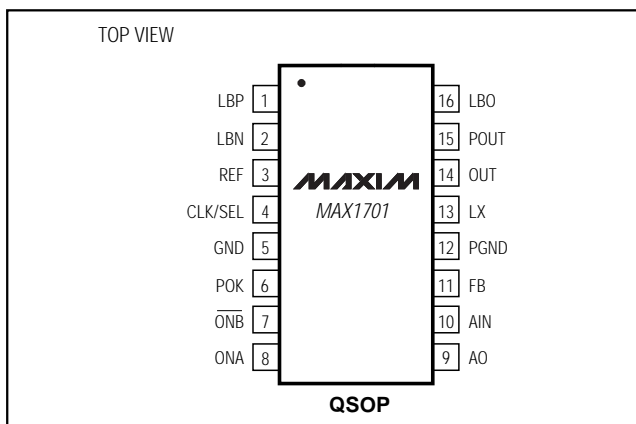 TOP VIEW
LBP 1
LBN 2
REF 3
CLK/SEL 4
GND 5
POK 6
O̅N̅B̅ 7
ONA 8
MAXIM
MAX1701
16 LBO
15 POUT
14 OUT
13 LX
12 PGND
11 FB
10 AIN
9 AO
QSOP